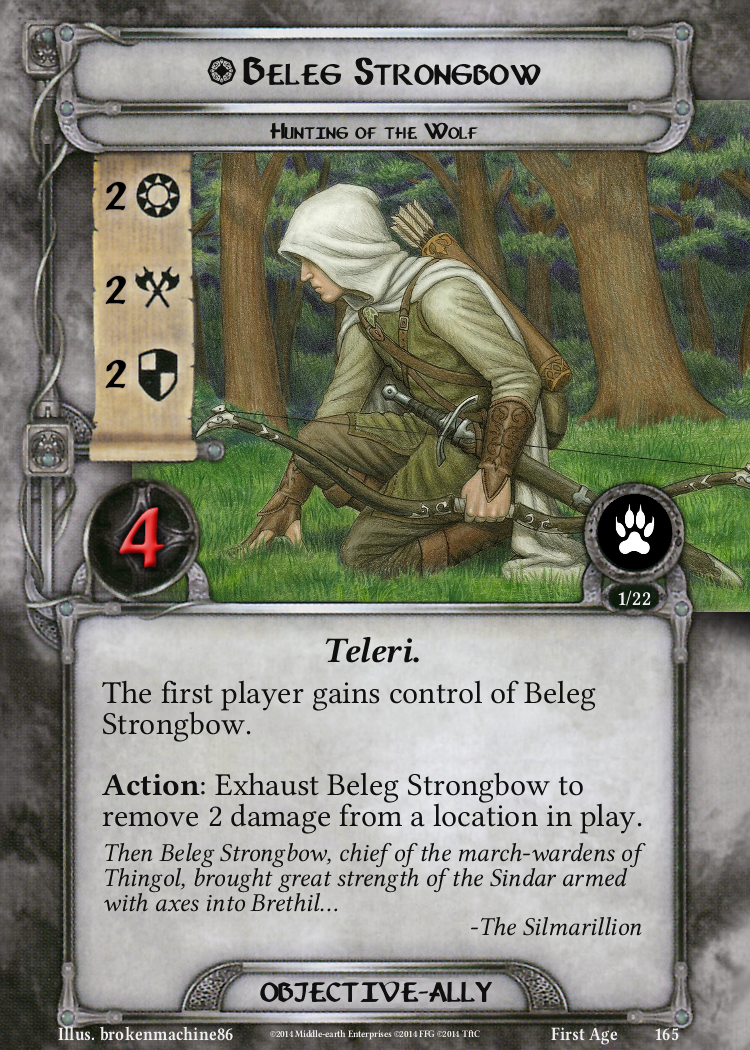 Beleg Strongbow
Hunting of the Wolf
2
2
2
4
1/22
Teleri.
The first player gains control of Beleg
Strongbow.
Action: Exhaust Beleg Strongbow to
remove 2 damage from a location in play.
Then Beleg Strongbow, chief of the march-wardens of
Thingol, brought great strength of the Sindar armed
with axes into Brethil...
-The Silmarillion
OBJECTIVE-ALLY
Illus. brokenmachine86 ©2014 Middle-earth Enterprises ©2014 FFG ©2014 TftC First Age 165